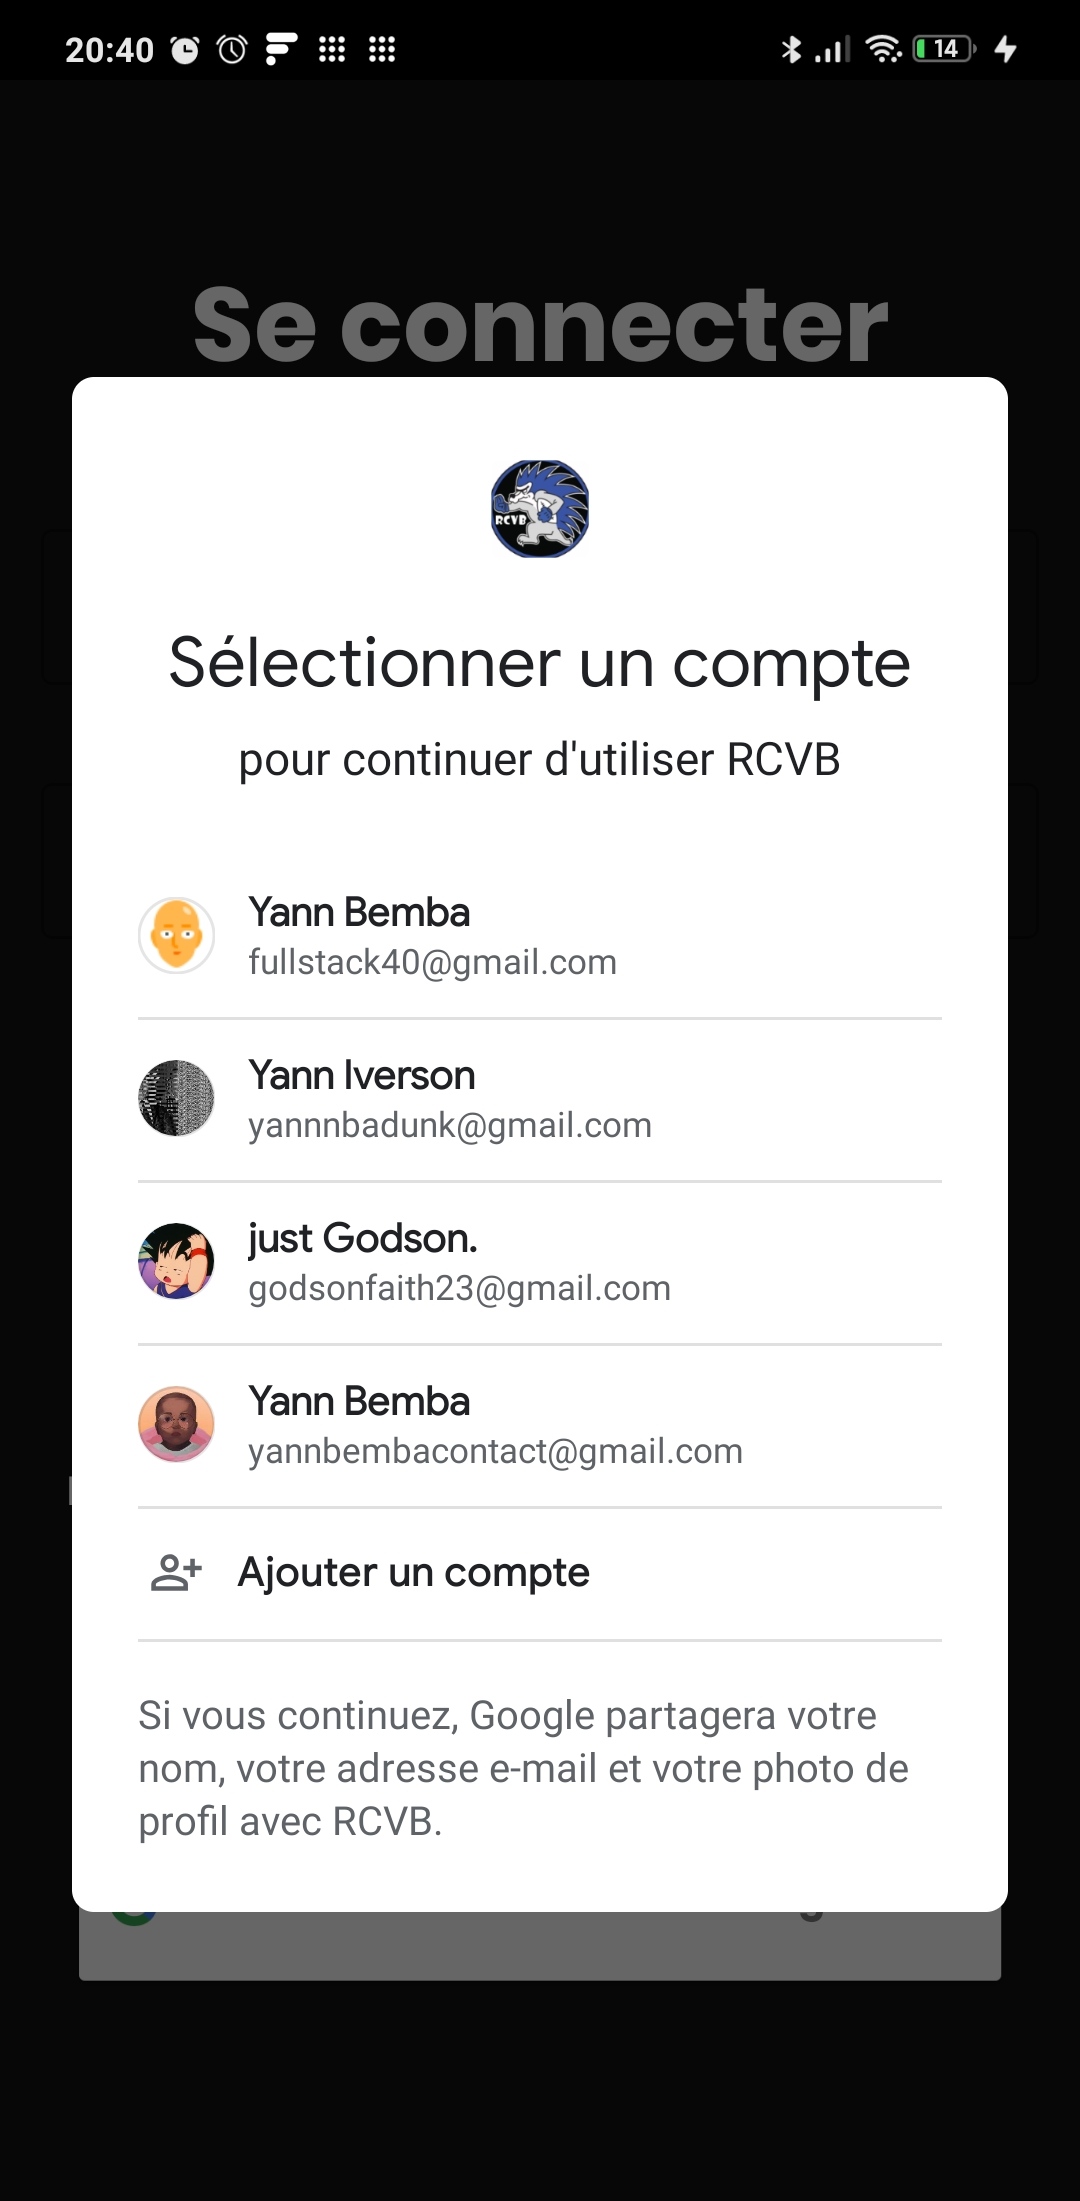 20:40
14
Se connecter
RCVB
Sélectionner un compte
pour continuer d'utiliser RCVB
Yann Bemba
fullstack40@gmail.com
Yann Iverson
yannnbadunk@gmail.com
just Godson.
godsonfaith23@gmail.com
Yann Bemba
yannbembacontact@gmail.com
Ajouter un compte
Si vous continuez, Google partagera votre
nom, votre adresse e-mail et votre photo de
profil avec RCVB.